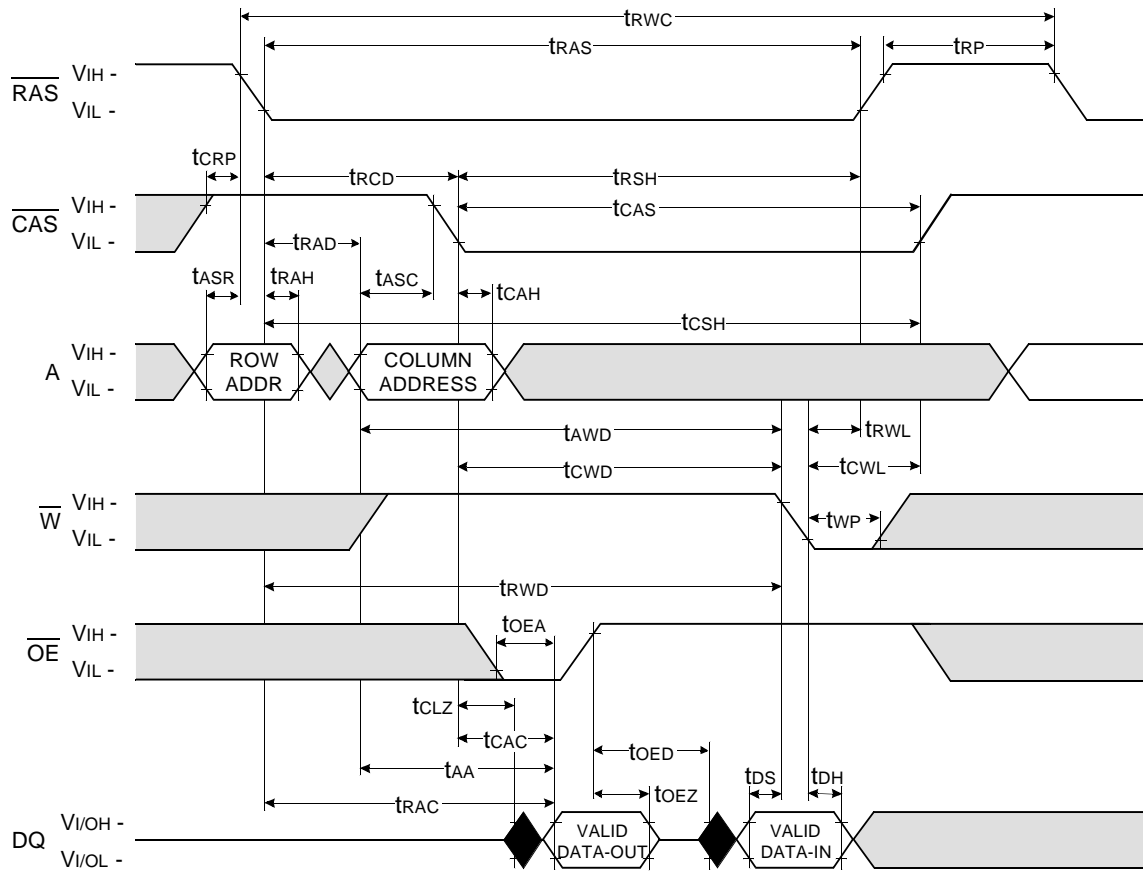 tRWC
tRAS
tRP
RAS
VIH -
VIL -
tCRP
tRCD
tRSH
CAS
VIH -
VIL -
tCAS
tRAD
tASR
tRAH
tASC
tCAH
tCSH
A
VIH -
VIL -
ROW
ADDR
COLUMN
ADDRESS
tAWD
tRWL
tCWD
tCWL
W
VIH -
VIL -
tWP
tRWD
OE
VIH -
VIL -
tOEA
tCLZ
tCAC
tOED
tAA
tOEZ
tDS
tDH
tRAC
DQ
VI/OH -
VI/OL -
VALID
DATA-OUT
VALID
DATA-IN